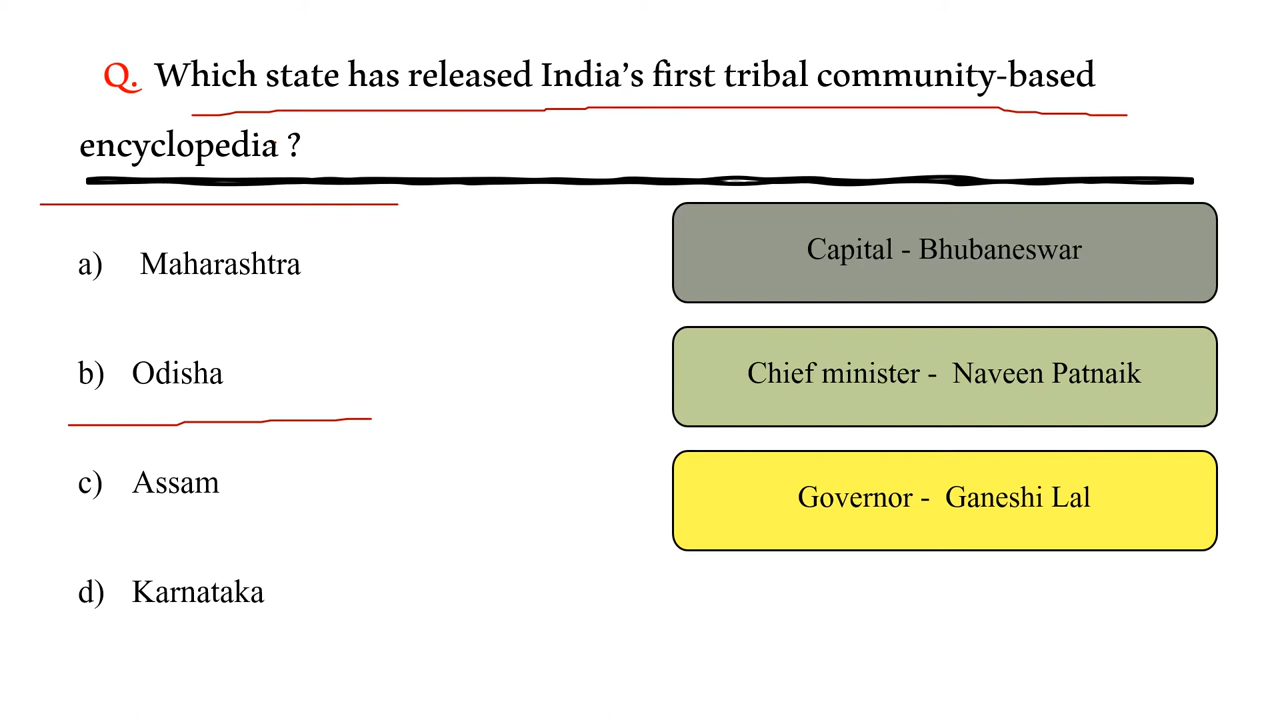 Q. Which state has released India’s first tribal community-based
encyclopedia ?
a) Maharashtra
b) Odisha
c) Assam
d) Karnataka
Capital - Bhubaneswar
Chief minister - Naveen Patnaik
Governor - Ganeshi Lal